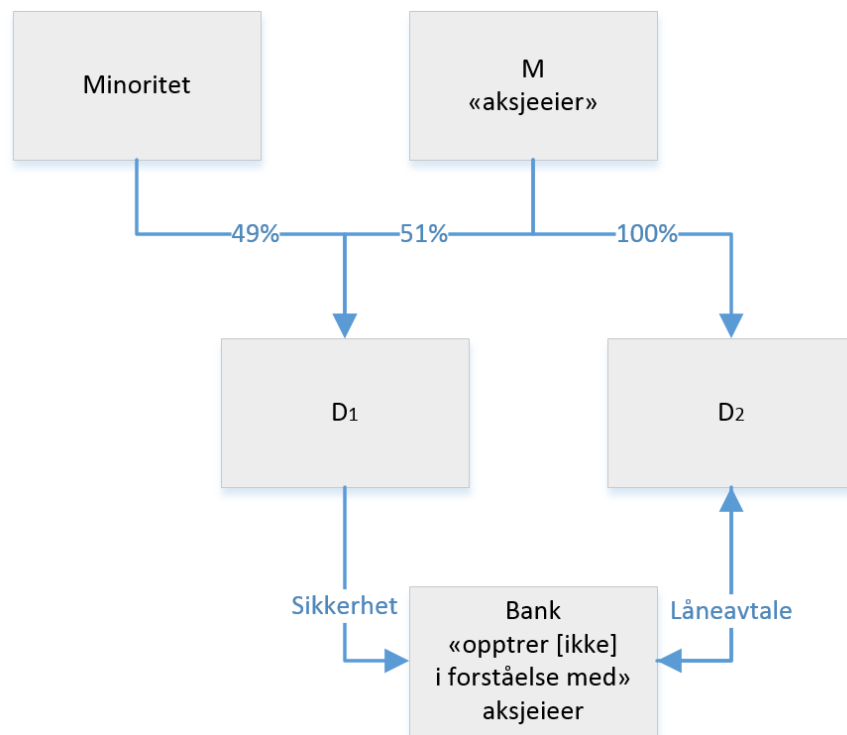 Minoritet
M
«aksjeeier»
49%
51%
100%
D1
D2
Sikkerhet
Låneavtale
Bank
«opptrer [ikke]
i forståelse med»
aksjeieer